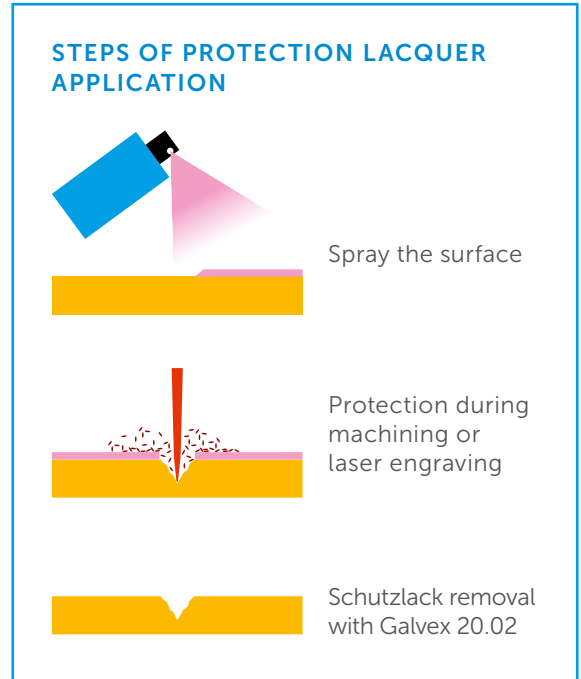 STEPS OF PROTECTION LACQUER
APPLICATION
Spray the surface
Protection during
machining or
laser engraving
Schutzlack removal
with Galvex 20.02